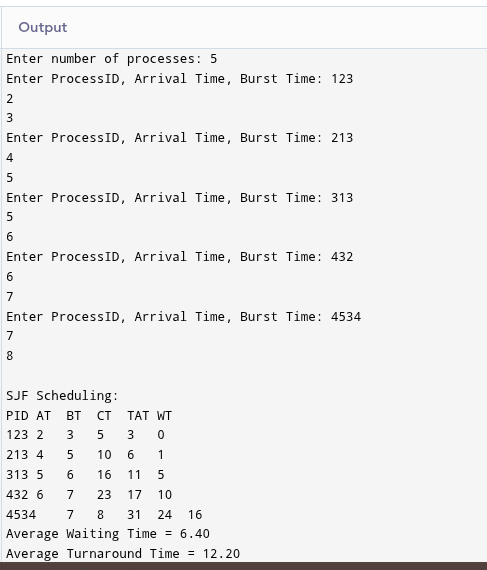 Output
Enter number of processes: 5
Enter ProcessID, Arrival Time, Burst Time: 123
2
3
Enter ProcessID, Arrival Time, Burst Time: 213
4
5
Enter ProcessID, Arrival Time, Burst Time: 313
5
6
Enter ProcessID, Arrival Time, Burst Time: 432
6
7
Enter ProcessID, Arrival Time, Burst Time: 4534
7
8
SJF Scheduling:
PID AT BT CT TAT WT
123 2 3 5 3 0
213 4 5 10 6 1
313 5 6 16 11 5
432 6 7 23 17 10
4534 7 8 31 24 16
Average Waiting Time = 6.40
Average Turnaround Time = 12.20